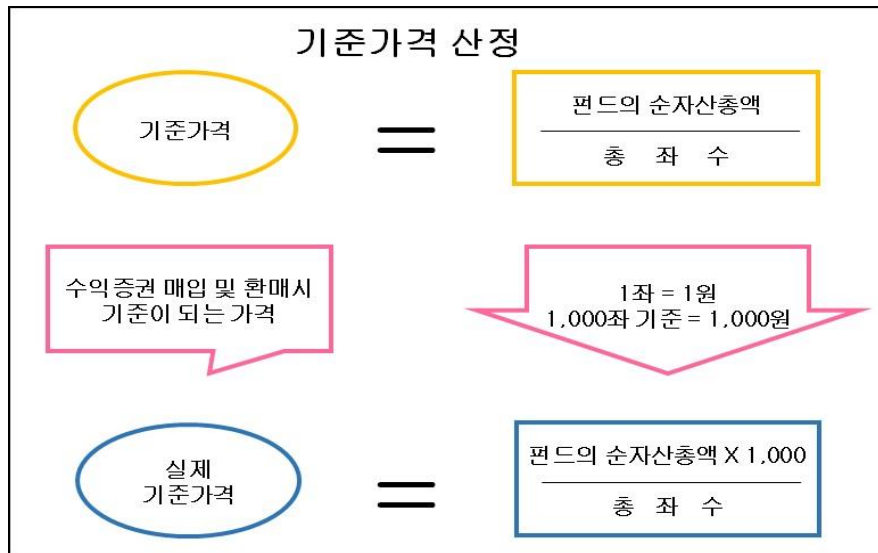 기준가격 산정
기준가격
=
펀드의 순자산총액
총 좌 수
수익증권 매입 및 환매시
기준이 되는 가격
1좌 = 1원
1,000좌 기준 = 1,000원
실제
기준가격
=
펀드의 순자산총액 X 1,000
총 좌 수